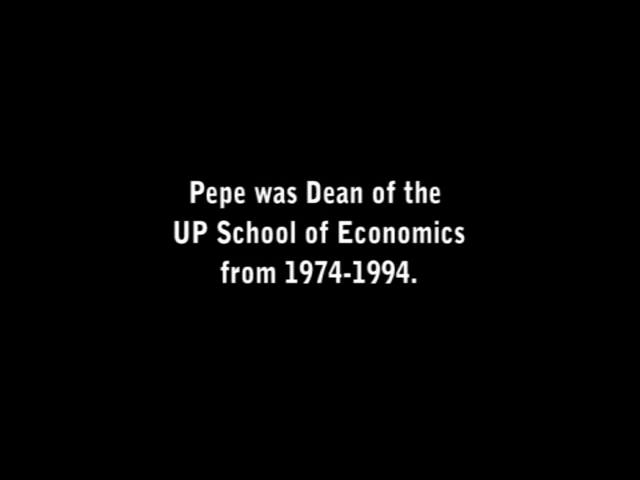 Pepe was Dean of the
UP School of Economics
from 1974-1994.